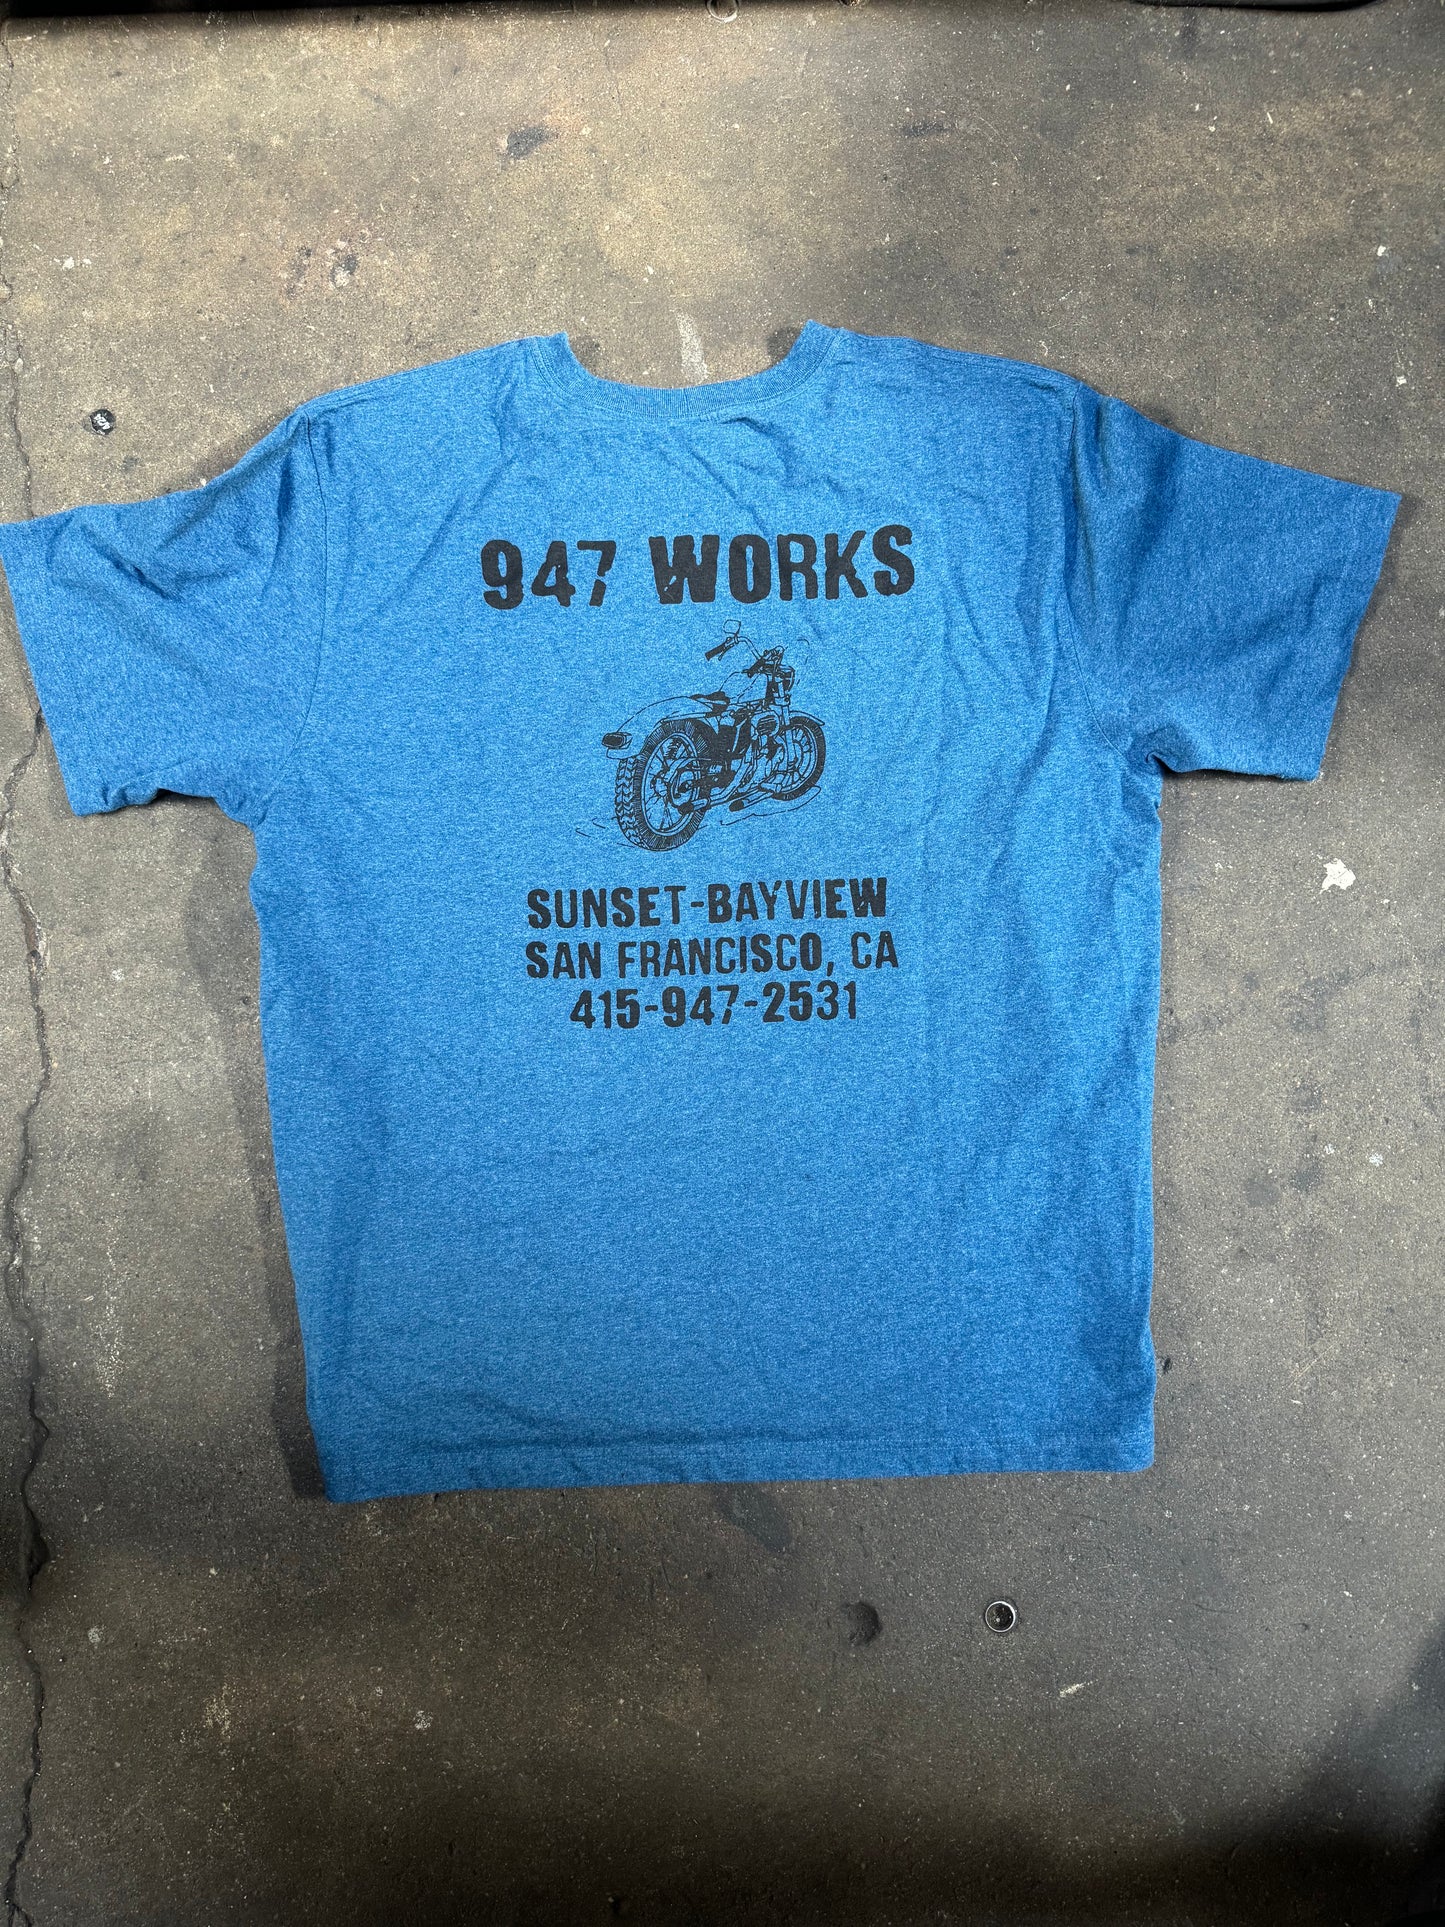 947 WORKS
SUNSET-BAYVIEW
SAN FRANCISCO, CA
415-947-2531